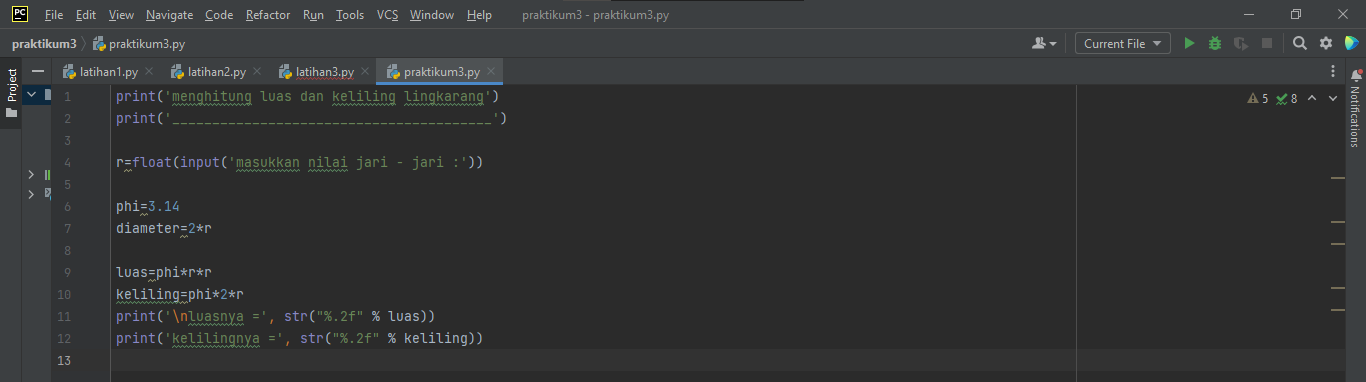 PC File Edit View Navigate Code Refactor Run Tools VCS Window Help praktikum3 - praktikum3.py
praktikum3 praktikum3.py Current File
Project
latihan1.py latihan2.py latihan3.py praktikum3.py
1 print('menghitung luas dan keliling lingkarang')
2 print('________________________________________')
3
4 r=float(input('masukkan nilai jari - jari :'))
5
6 phi=3.14
7 diameter=2*r
8
9 luas=phi*r*r
10 keliling=phi*2*r
11 print('\nluasnya =', str("%.2f" % luas))
12 print('kelilingnya =', str("%.2f" % keliling))
13
5 8
Notifications